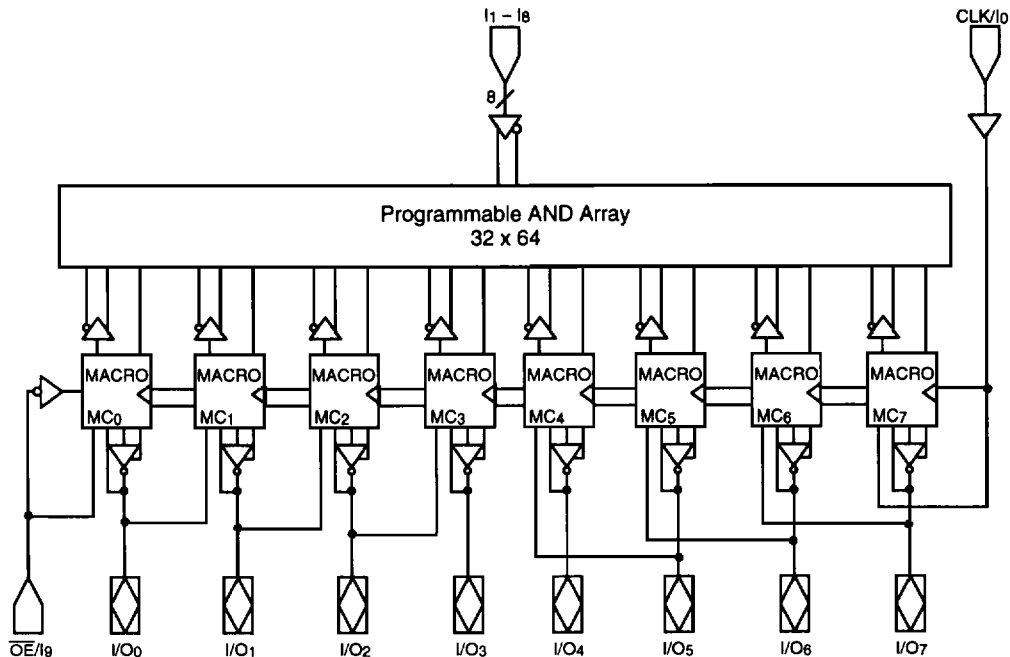 I1 – I8
CLK/I0
8
Programmable AND Array
32 x 64
MACRO MACRO MACRO MACRO MACRO MACRO MACRO MACRO
MC0 MC1 MC2 MC3 MC4 MC5 MC6 MC7
OE/I9 I/O0 I/O1 I/O2 I/O3 I/O4 I/O5 I/O6 I/O7